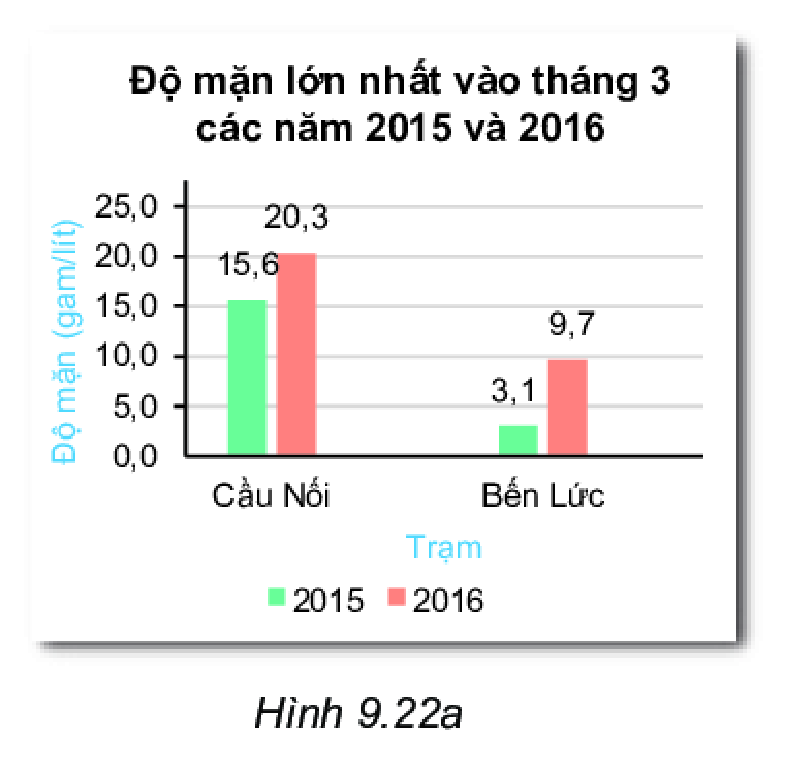 Độ mặn lớn nhất vào tháng 3
các năm 2015 và 2016
Độ mặn (gam/lít)
25,0
20,0
15,0
10,0
5,0
0,0
15,6
20,3
3,1
9,7
Cầu Nối
Bến Lức
Trạm
2015
2016
Hình 9.22a